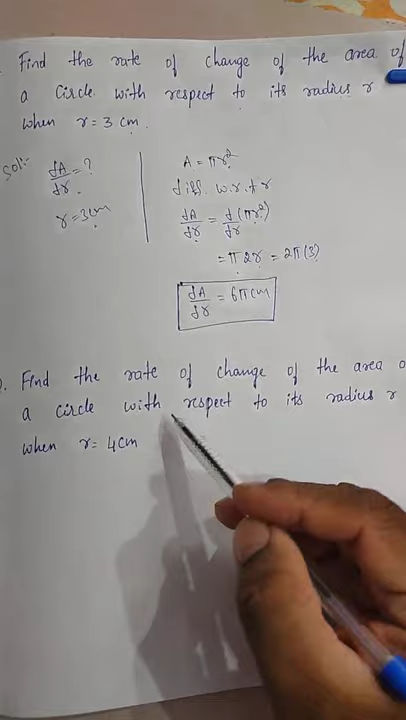 Find the rate of change of the area of
a circle with respect to its radius r
when r = 3 cm.
Sol:-
dA/dr = ?
r = 3cm
A = πr²
diff w.r.t r
dA/dr = d/dr (πr²)
= π2r = 2π(3)
dA/dr = 6π cm
Find the rate of change of the area o
a circle with respect to its radius r
when r = 4cm